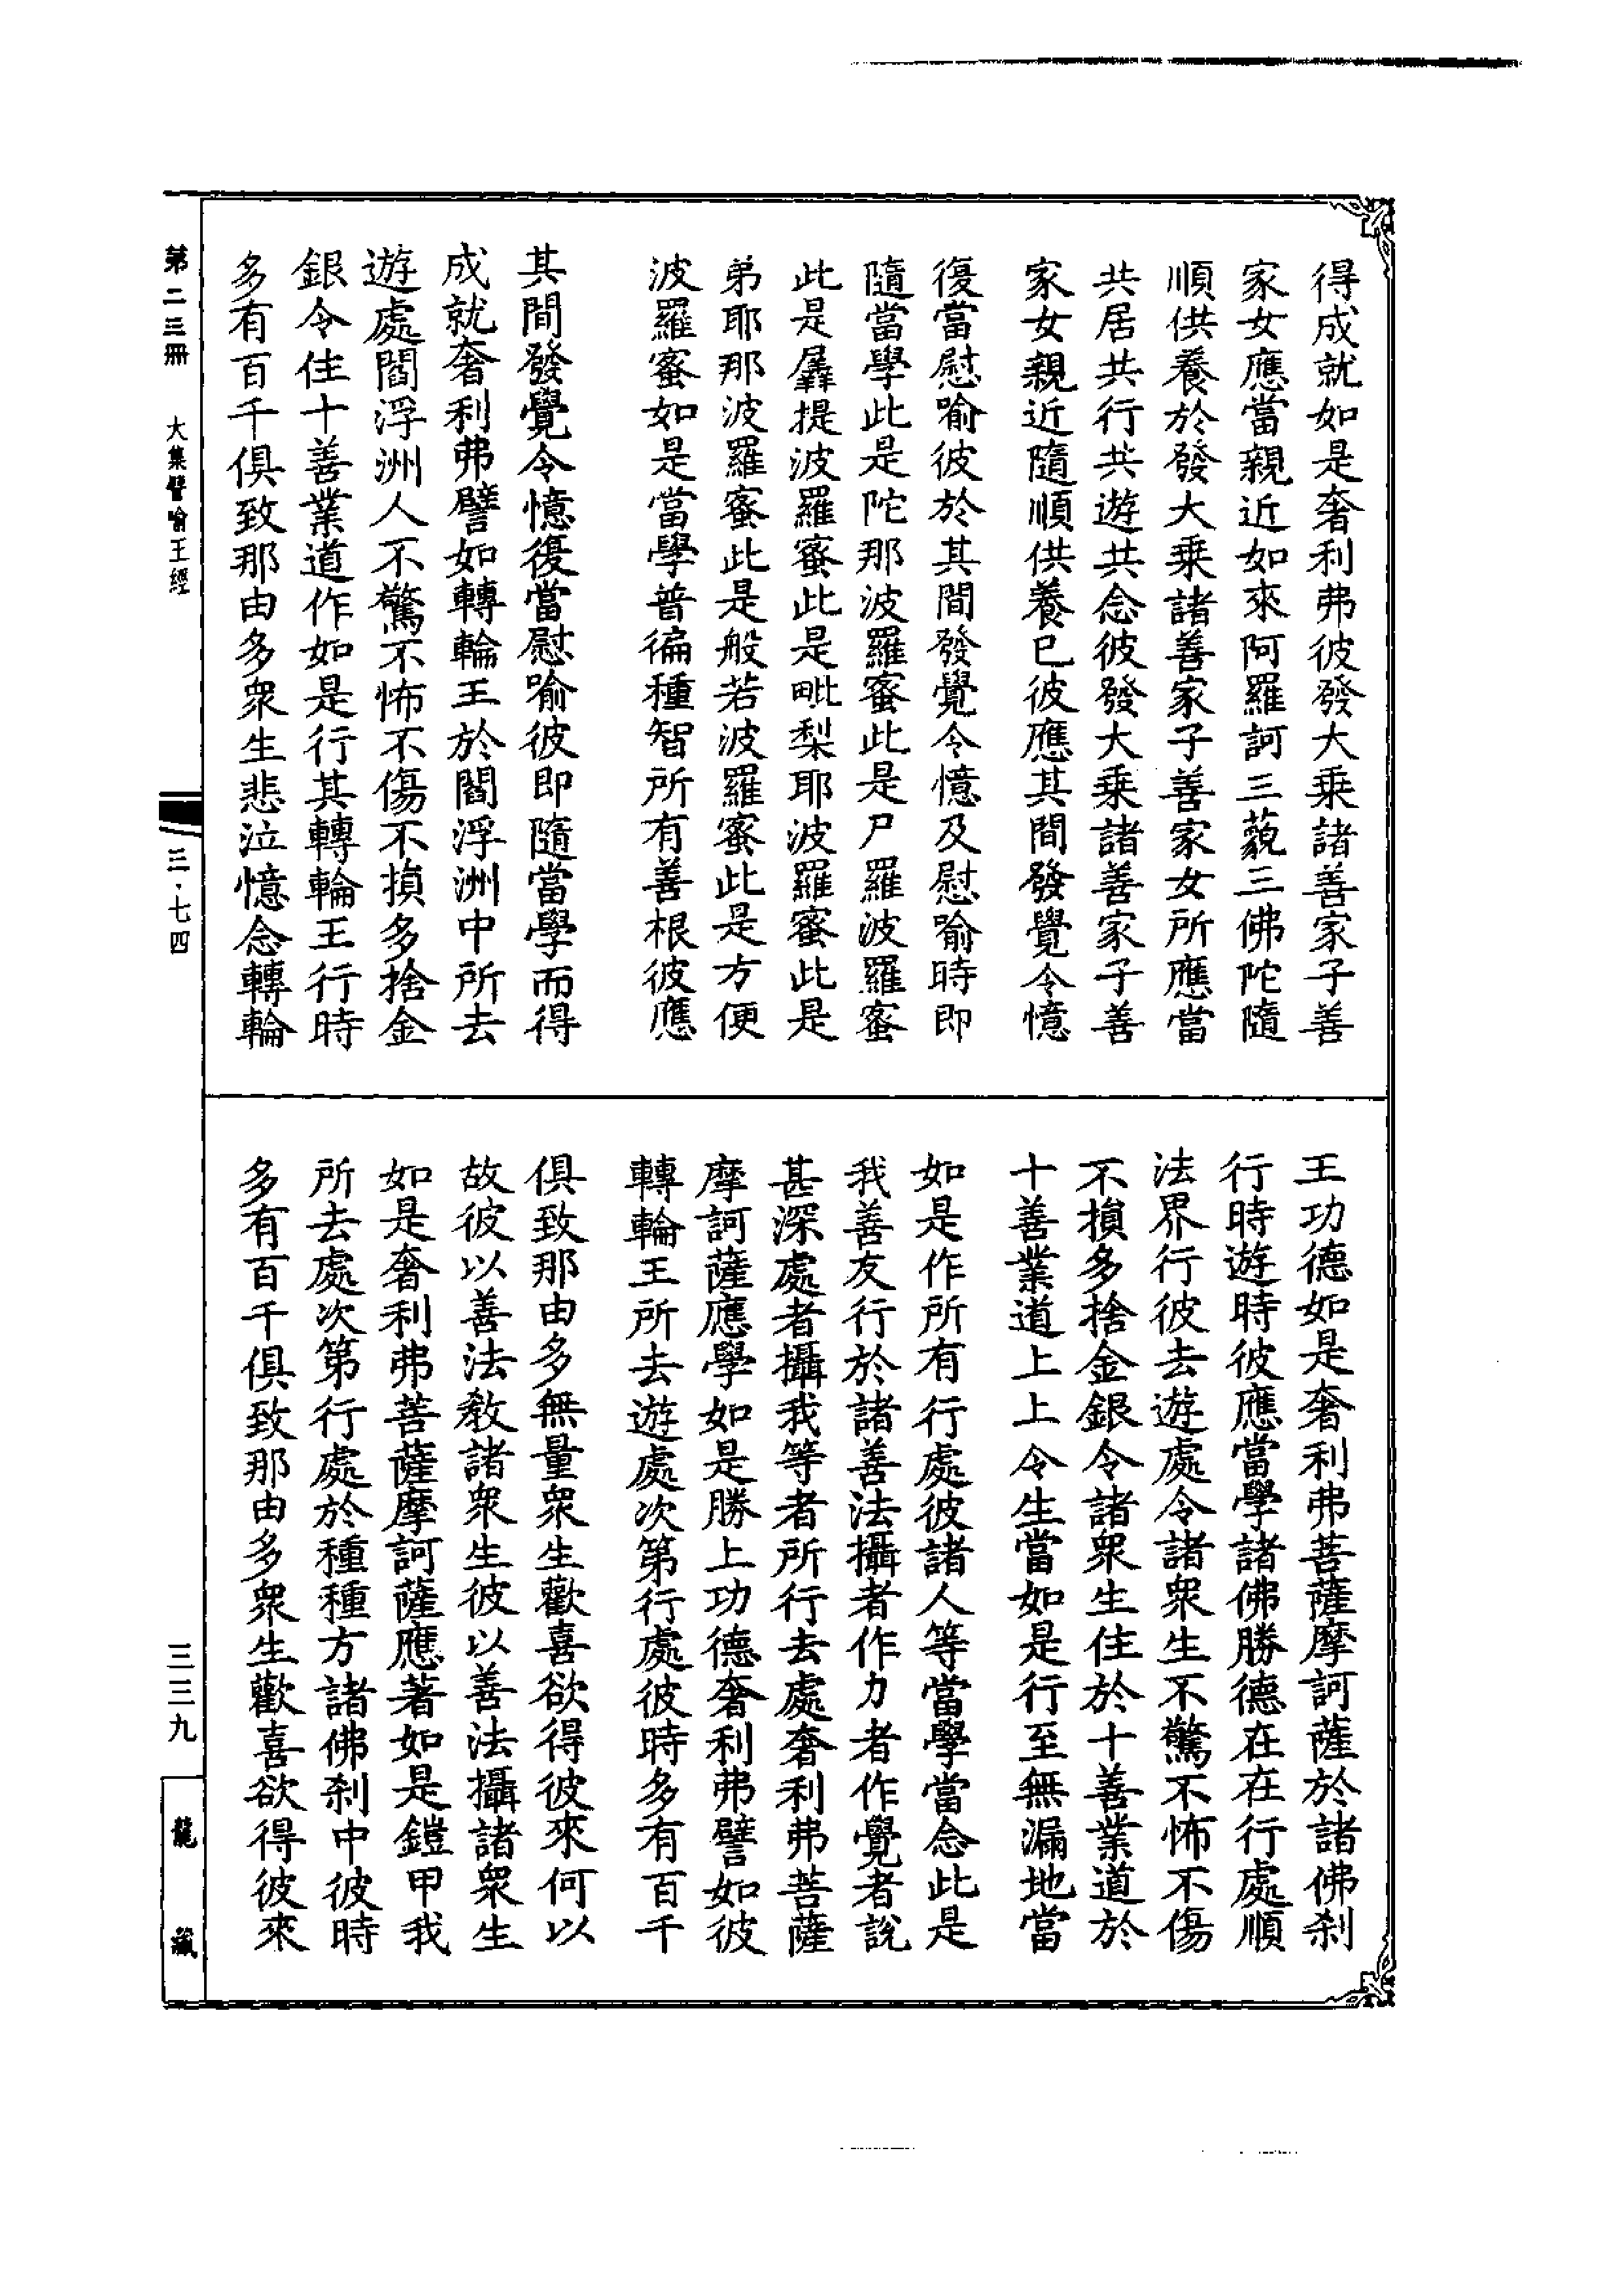 得成就如是奢利弗彼發大乗諸善家子善
家女應當親近如來阿羅訶三藐三佛陀隨
順供養於發大乗諸善家子善家女所應當
共居共行共遊共念彼發大乗諸善家子善
家女親近隨順供養已彼應其間發覺令憶
復當慰喻彼於其間發覺令憶及慰喻時即
隨當學此是陀那波羅蜜此是尸羅波羅蜜
此是羼提波羅蜜此是毗梨耶波羅蜜此是
弟耶那波羅蜜此是般若波羅蜜此是方便
波羅蜜如是當學普徧種智所有善根彼應
其間發覺令憶復當慰喻彼即隨當學而得
成就奢利弗譬如轉輪王於閻浮洲中所去
遊處閻浮洲人不驚不怖不傷不損多捨金
銀令住十善業道作如是行其轉輪王行時
多有百千俱致那由多衆生悲泣憶念轉輪
王功德如是奢利弗菩薩摩訶薩於諸佛刹
行時遊時彼應當學諸佛勝德在在行處順
法界行彼去遊處令諸衆生不驚不怖不傷
不損多捨金銀令諸衆生住於十善業道於
十善業道上上令生當如是行至無漏地當
如是作所有行處彼諸人等當學當念此是
我善友行於諸善法攝者作力者作覺者說
甚深處者攝我等者所行去處奢利弗菩薩
摩訶薩應學如是勝上功德奢利弗譬如彼
轉輪王所去遊處次第行處彼時多有百千
俱致那由多無量衆生歡喜欲得彼來何以
故彼以善法敎諸衆生彼以善法攝諸衆生
如是奢利弗菩薩摩訶薩應著如是鎧甲我
所去處次第行處於種種方諸佛刹中彼時
多有百千俱致那由多衆生歡喜欲得彼來
第二三冊 大集譬喻王經 三·七四 三三九 龍藏